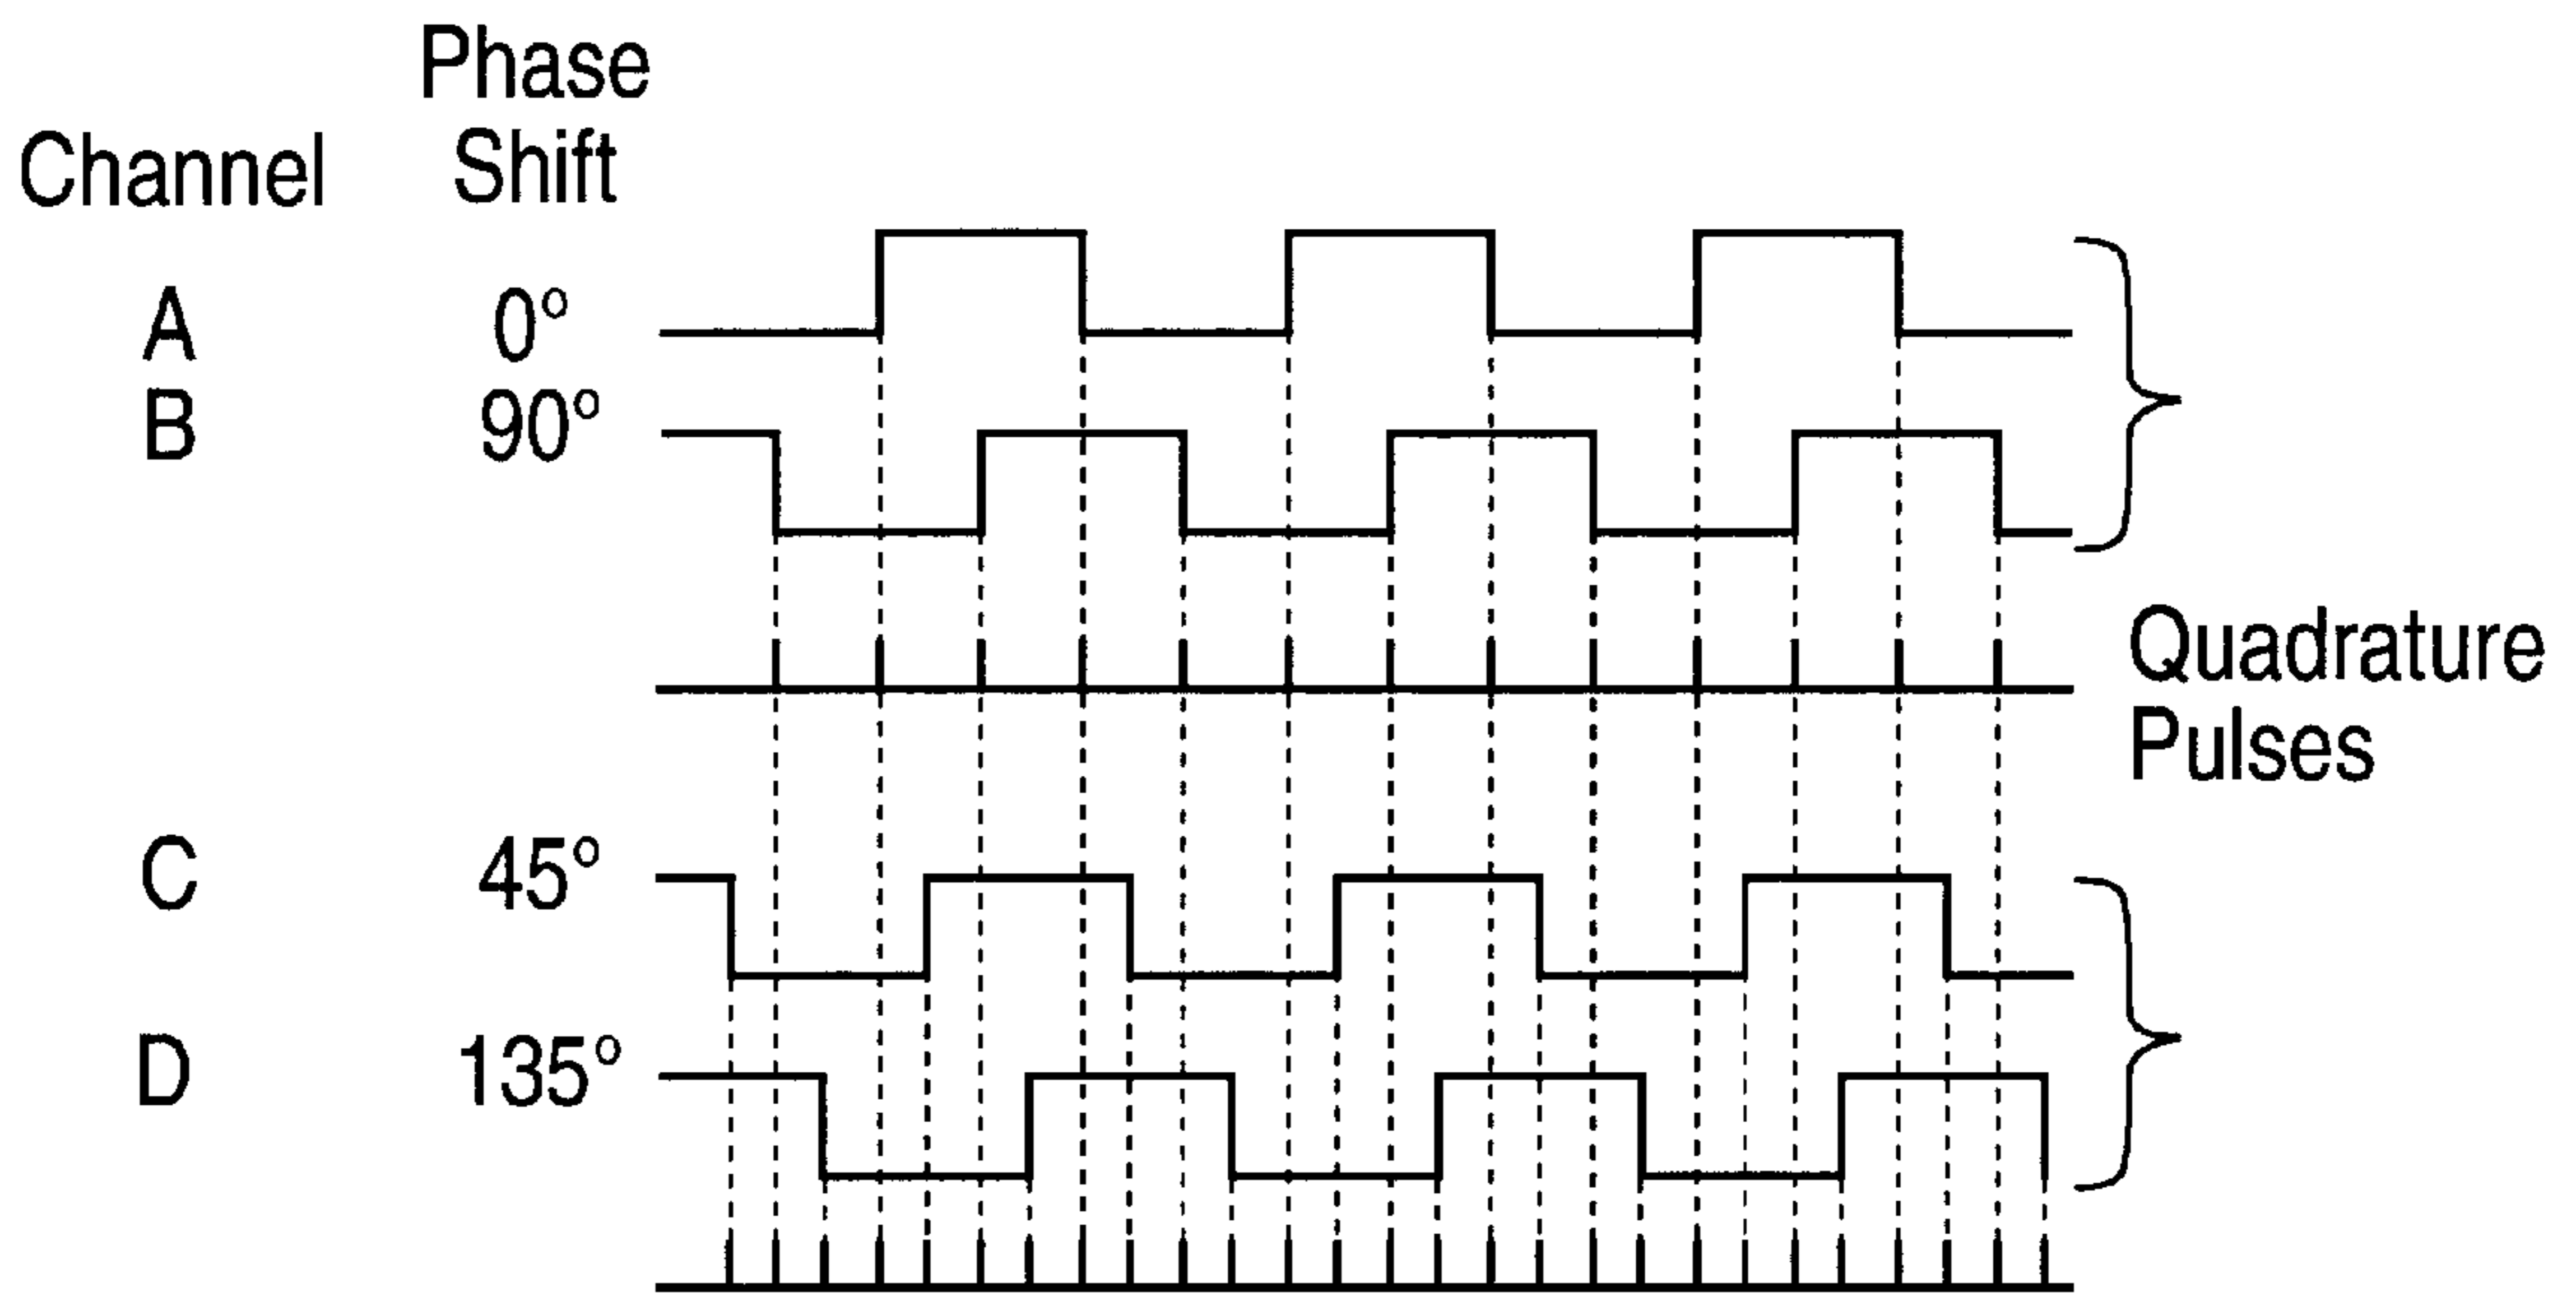 Channel
Phase
Shift
A 0°
B 90°
Quadrature
Pulses
C 45°
D 135°